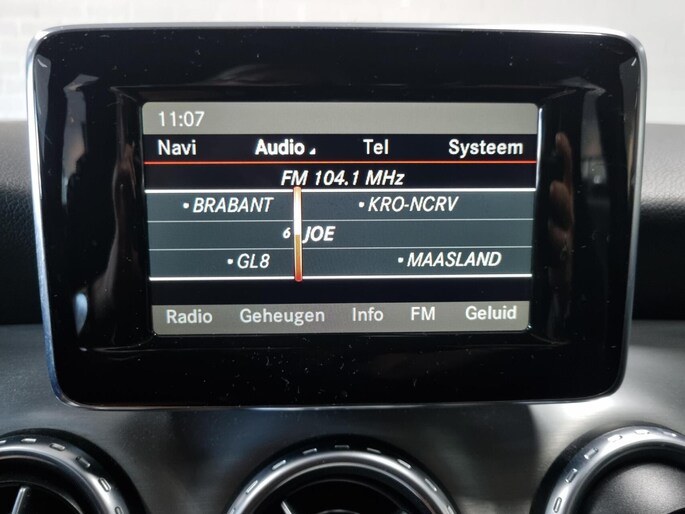 11:07
Navi Audio Tel Systeem
FM 104.1 MHz
• BRABANT • KRO-NCRV
6 JOE
• GL8 • MAASLAND
Radio Geheugen Info FM Geluid